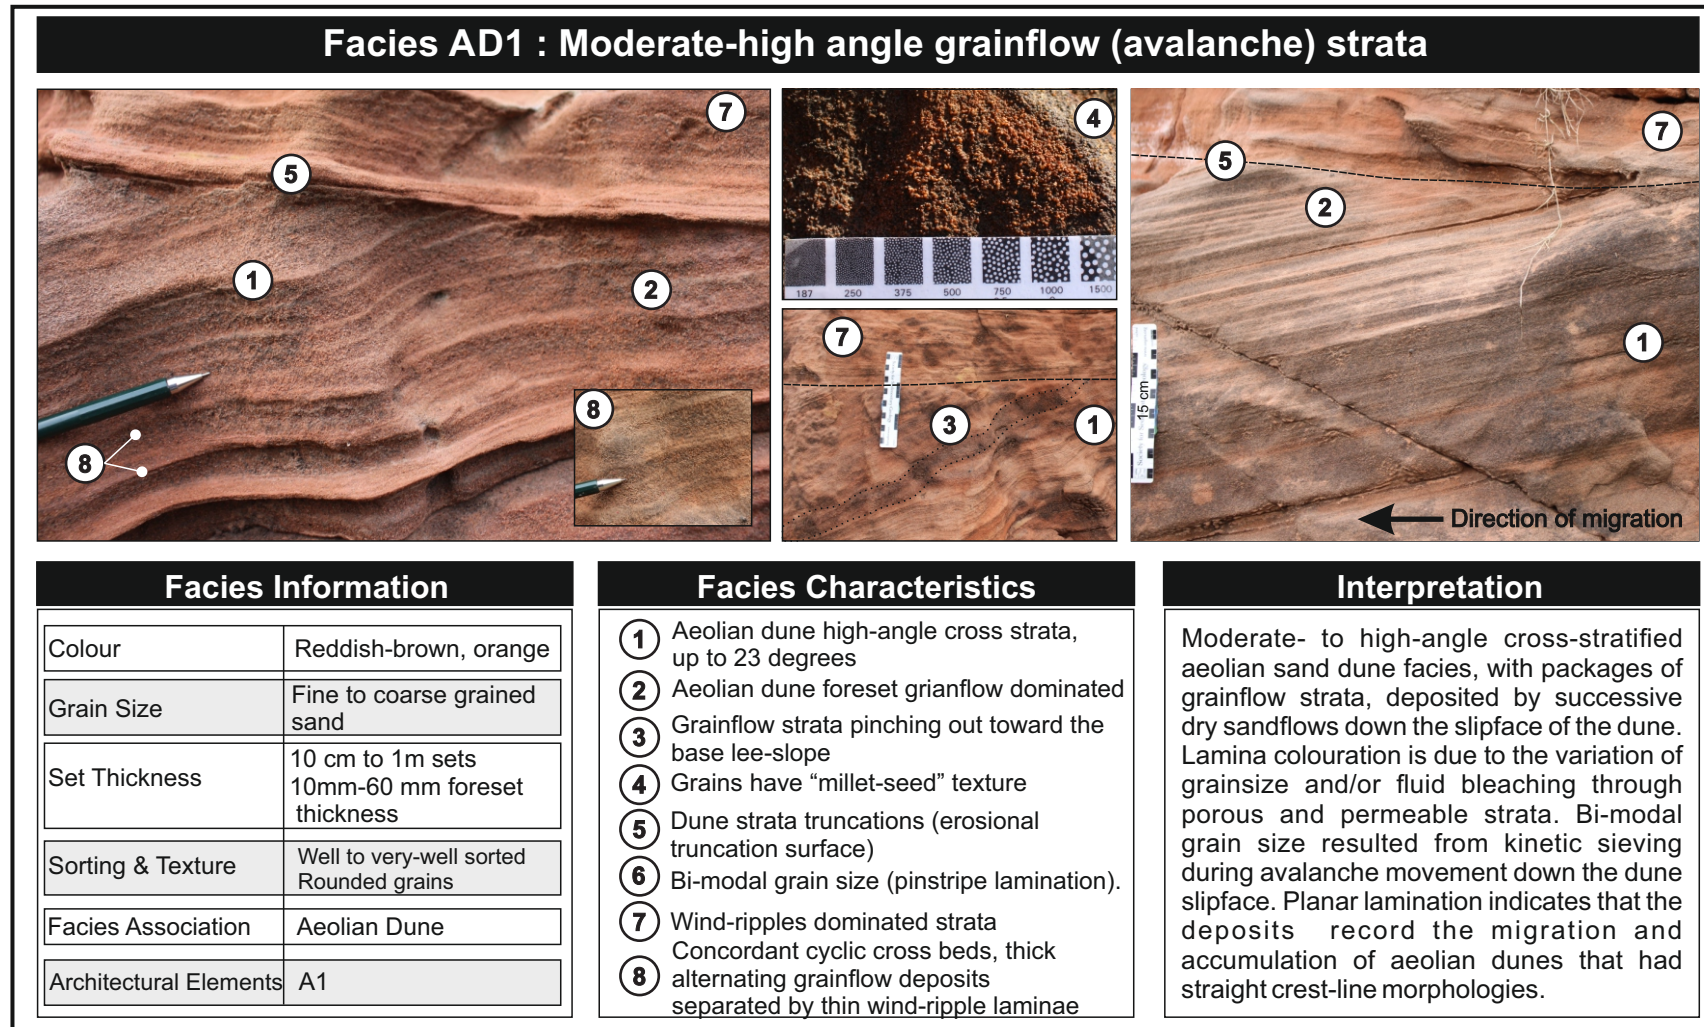 Facies AD1 : Moderate-high angle grainflow (avalanche) strata
7
5
1
2
8
8
4
187 250 375 500 750 1000 1500
7
3
1
7
5
2
1
15 cm
Direction of migration
Facies Information
Colour Reddish-brown, orange
Grain Size Fine to coarse grained
sand
Set Thickness 10 cm to 1m sets
10mm-60 mm foreset
thickness
Sorting & Texture Well to very-well sorted
Rounded grains
Facies Association Aeolian Dune
Architectural Elements A1
Facies Characteristics
1 Aeolian dune high-angle cross strata,
up to 23 degrees
2 Aeolian dune foreset grianflow dominated
3 Grainflow strata pinching out toward the
base lee-slope
4 Grains have “millet-seed” texture
5 Dune strata truncations (erosional
truncation surface)
6 Bi-modal grain size (pinstripe lamination).
7 Wind-ripples dominated strata
8 Concordant cyclic cross beds, thick
alternating grainflow deposits
separated by thin wind-ripple laminae
Interpretation
Moderate- to high-angle cross-stratified
aeolian sand dune facies, with packages of
grainflow strata, deposited by successive
dry sandflows down the slipface of the dune.
Lamina colouration is due to the variation of
grainsize and/or fluid bleaching through
porous and permeable strata. Bi-modal
grain size resulted from kinetic sieving
during avalanche movement down the dune
slipface. Planar lamination indicates that the
deposits record the migration and
accumulation of aeolian dunes that had
straight crest-line morphologies.